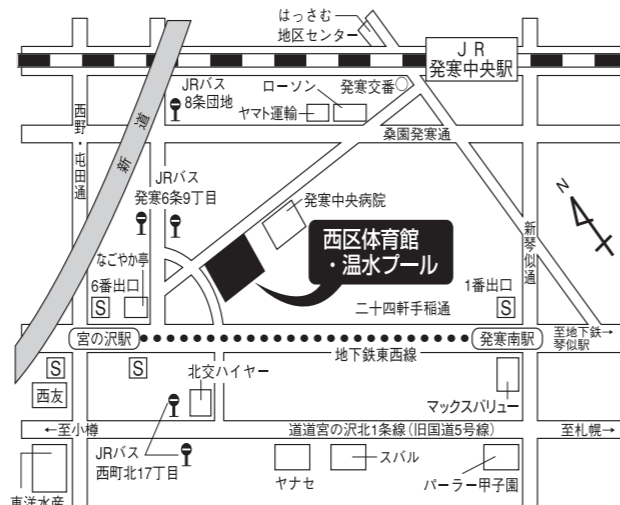 はっさむ
地区センター
JR
発寒中央駅
JRバス
8条団地
ローソン
発寒交番
ヤマト運輸
西野・屯田通
新道
桑園発寒通
JRバス
発寒6条9丁目
発寒中央病院
N
西区体育館
・温水プール
新琴似通
なごやか亭
6番出口
S
二十四軒手稲通
1番出口
S
宮の沢駅
発寒南駅
至地下鉄→
琴似駅
地下鉄東西線
S
S
西友
北交ハイヤー
マックスバリュー
←至小樽
道道宮の沢北1条線(旧国道5号線)
至札幌→
JRバス
西町北17丁目
東洋水産
ヤナセ
スバル
パーラー甲子園